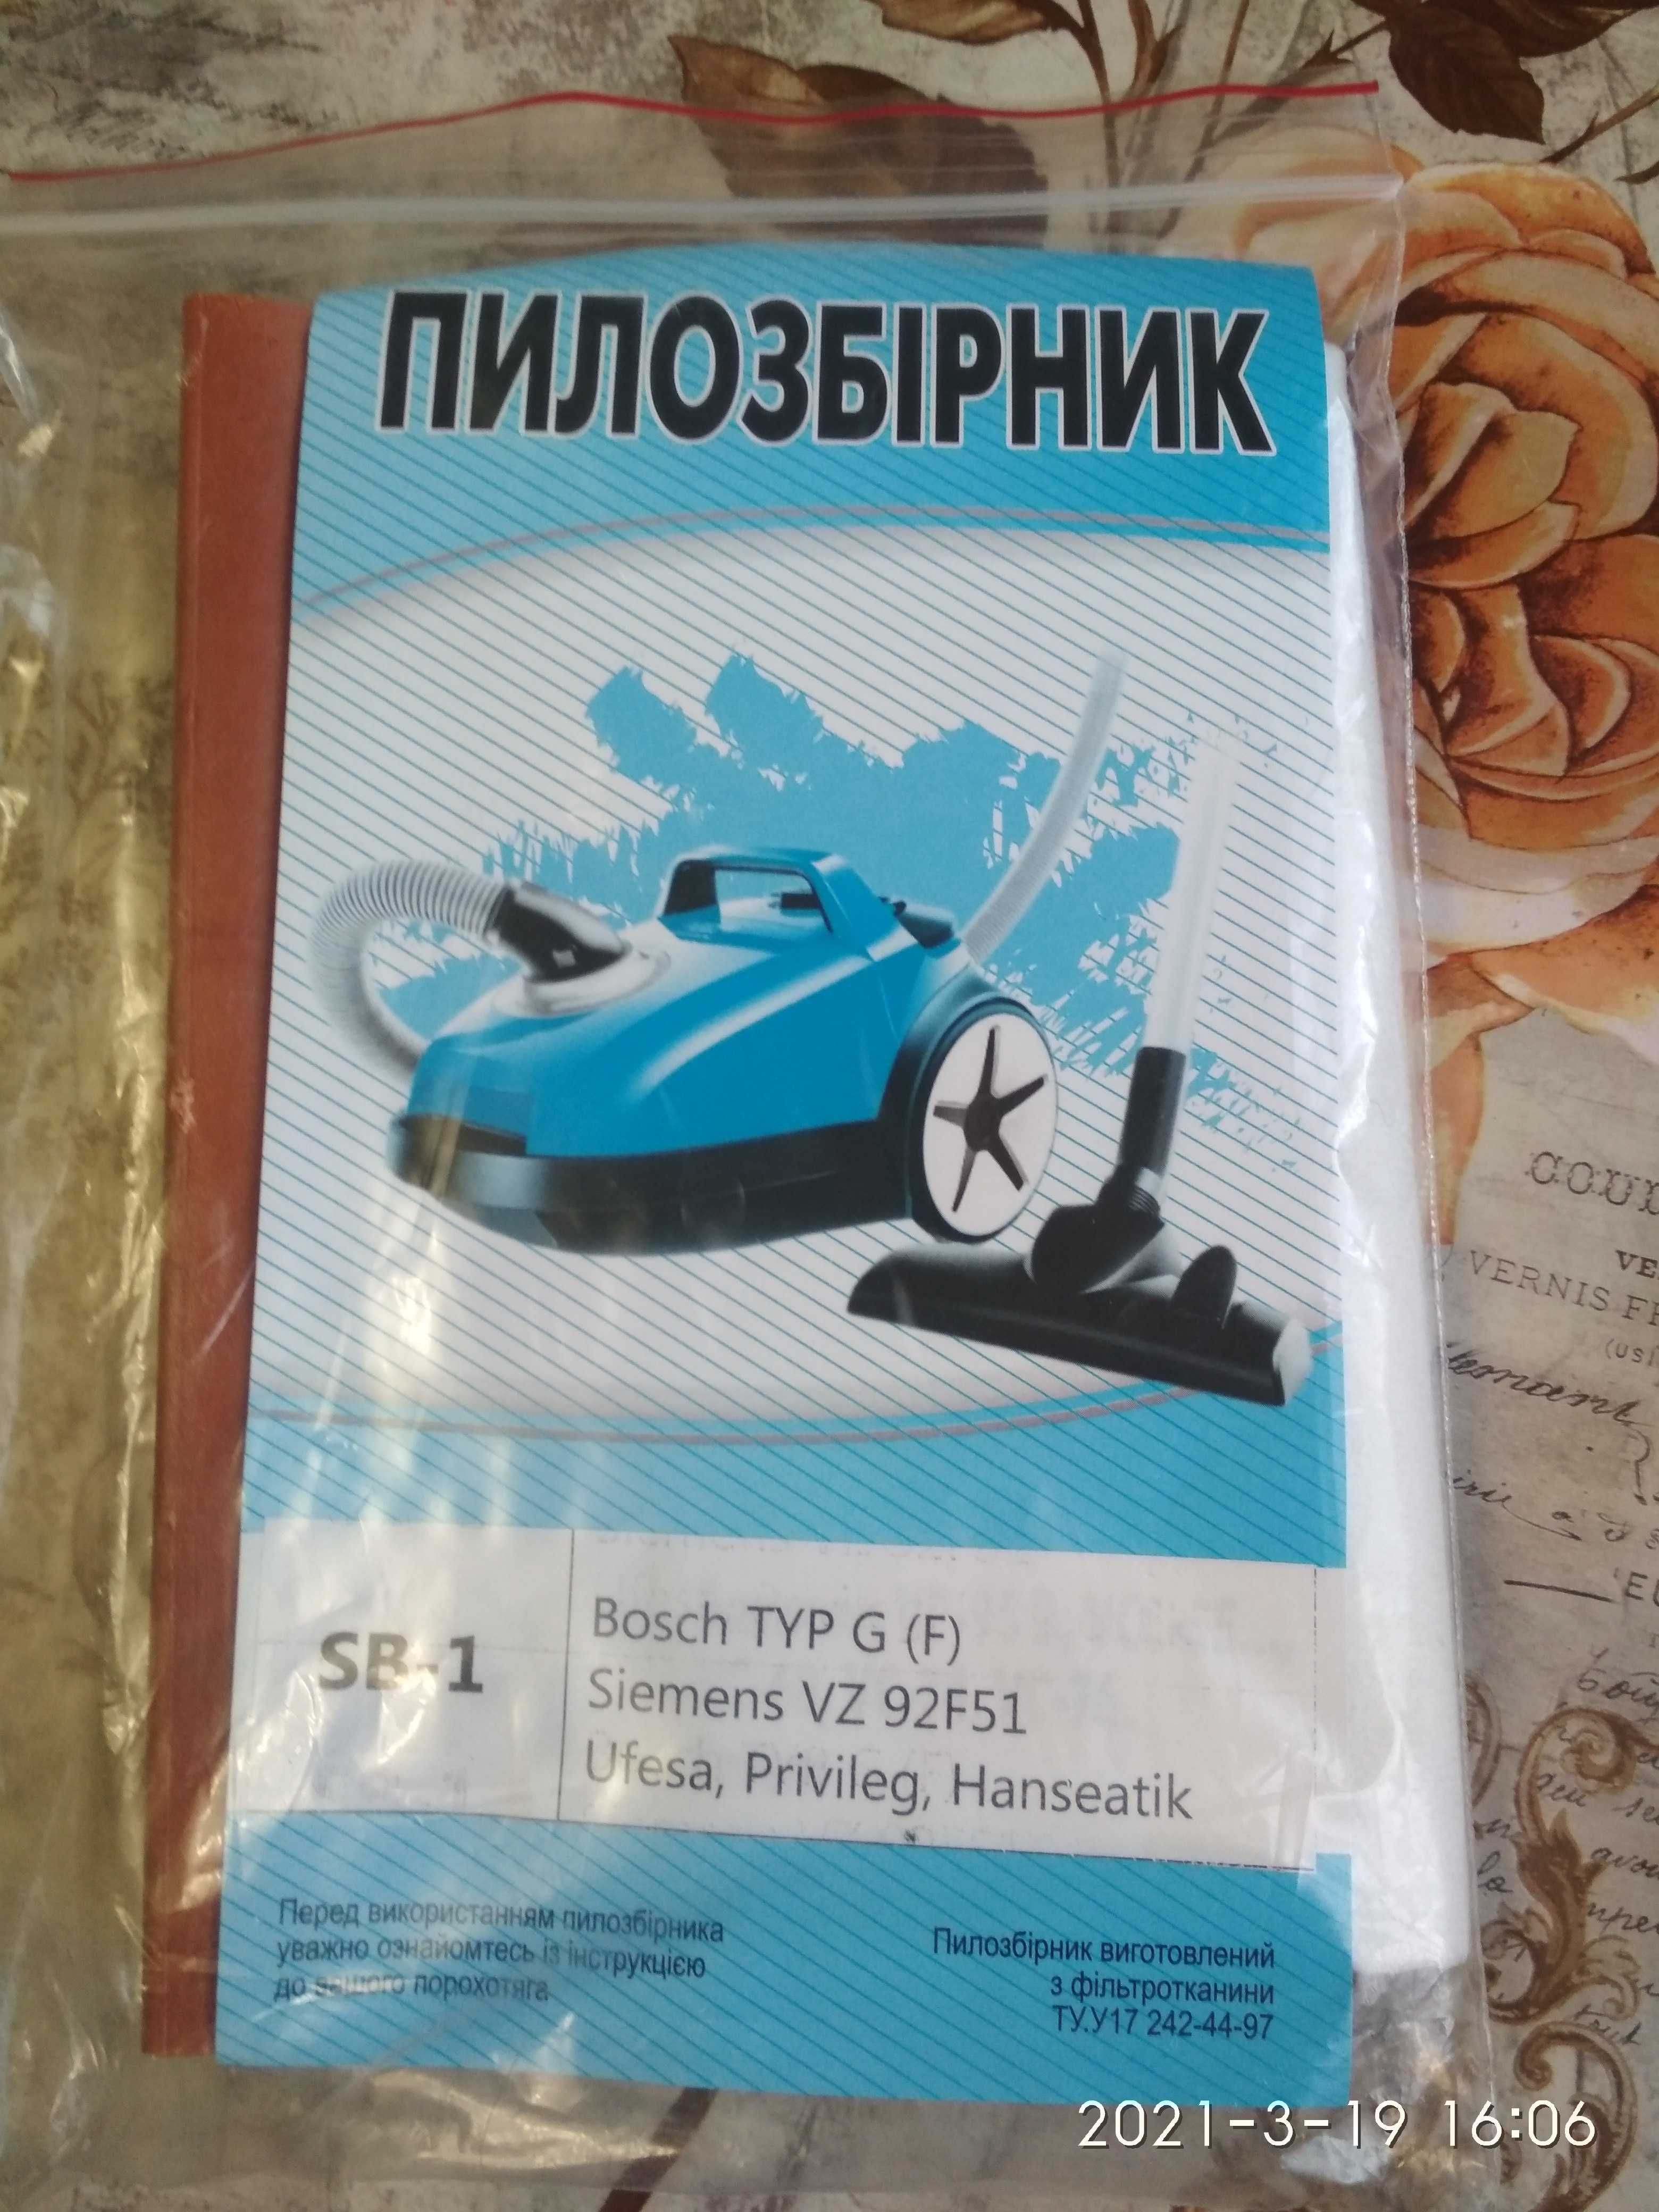 ПИЛОЗБІРНИК
SB-1
Bosch TYP G (F)
Siemens VZ 92F51
Ufesa, Privileg, Hanseatik
Перед використанням пилозбірника
уважно ознайомтесь із інструкцією
до вашого порохотяга
Пилозбірник виготовлений
з фільтротканини
ТУ.У17 242-44-97
VERNIS
2021-3-19 16:06